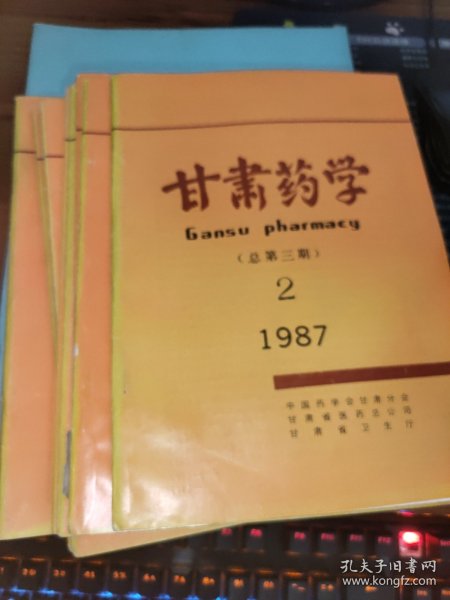 甘肃药学
Gansu pharmacy
（总第三期）
2
1987
中国药学会甘肃分会
甘肃省医药总公司
甘肃省卫生厅
孔夫子旧书网
www.kongfz.com